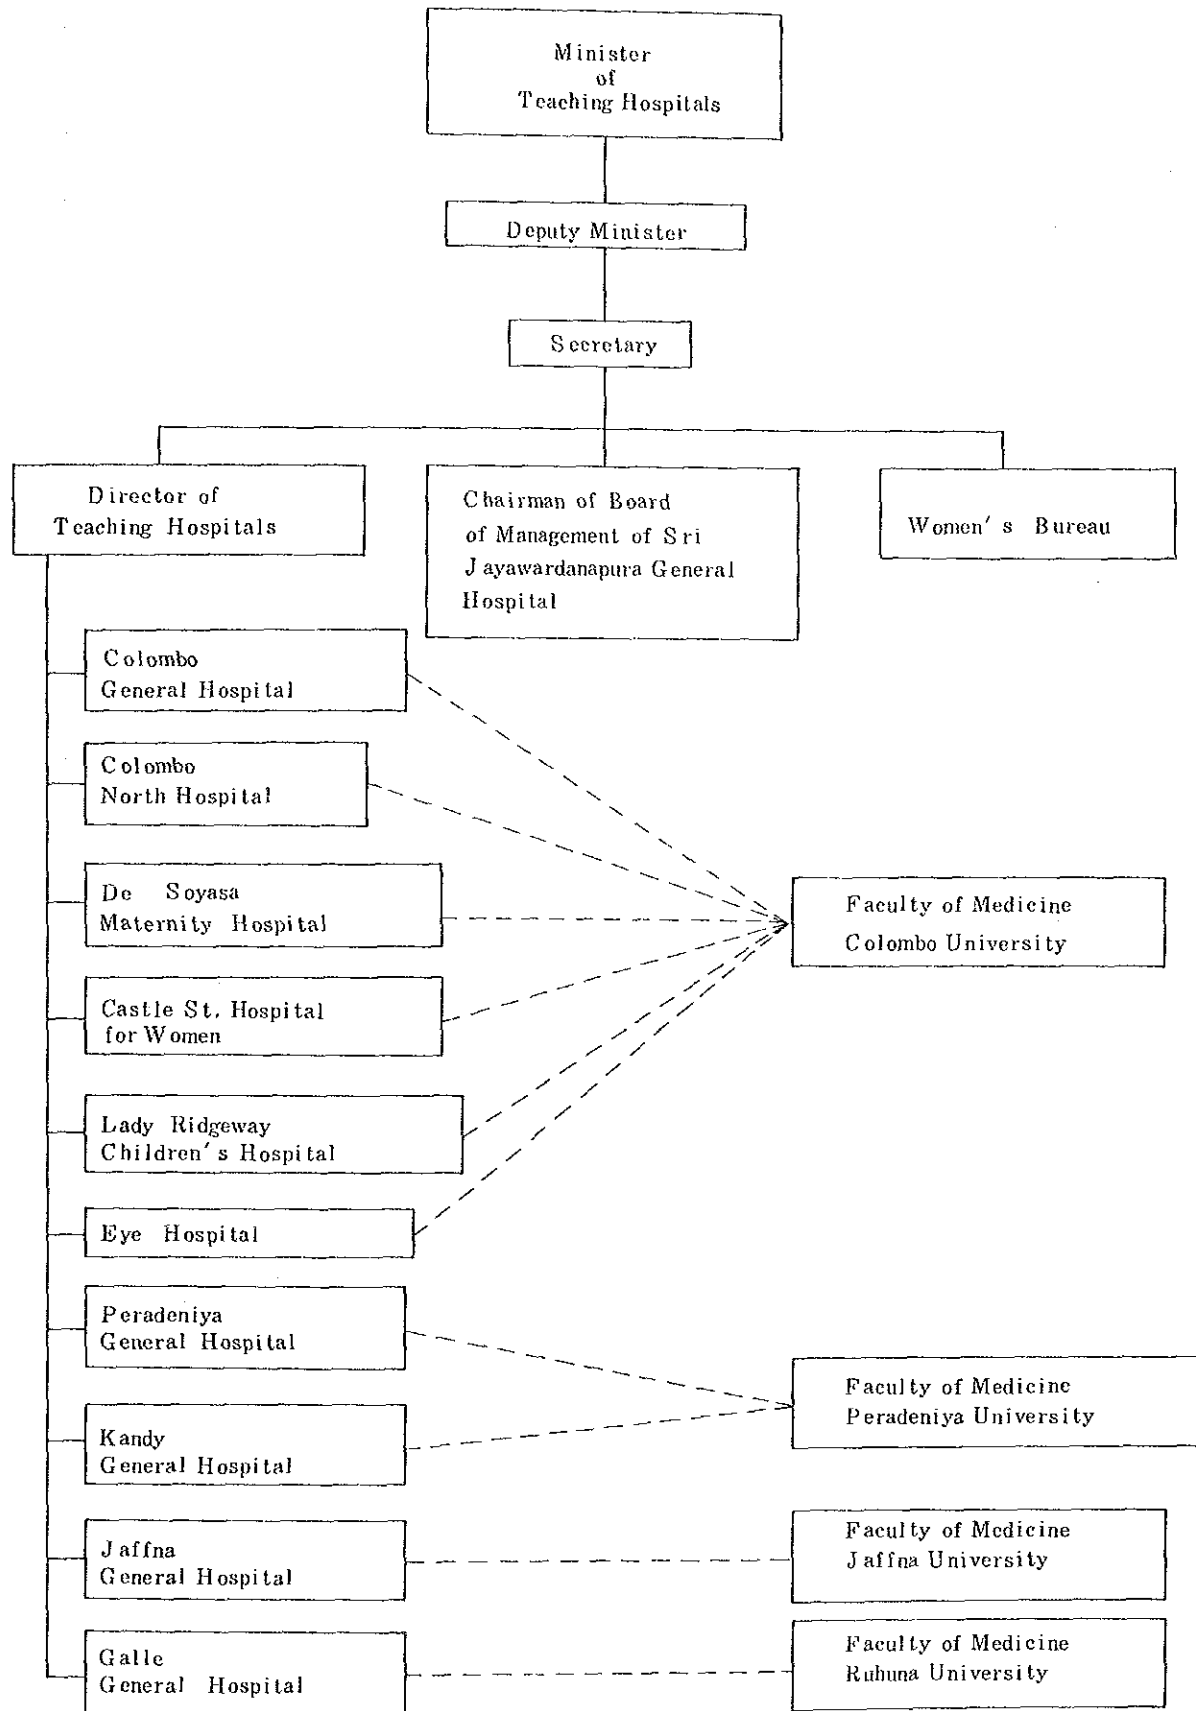 Minister
of
Teaching Hospitals
Deputy Minister
Secretary
Director of
Teaching Hospitals
Chairman of Board
of Management of Sri
Jayawardanapura General
Hospital
Women's Bureau
Colombo
General Hospital
Colombo
North Hospital
De Soyasa
Maternity Hospital
Castle St. Hospital
for Women
Lady Ridgeway
Children's Hospital
Eye Hospital
Peradeniya
General Hospital
Kandy
General Hospital
Jaffna
General Hospital
Galle
General Hospital
Faculty of Medicine
Colombo University
Faculty of Medicine
Peradeniya University
Faculty of Medicine
Jaffna University
Faculty of Medicine
Ruhuna University